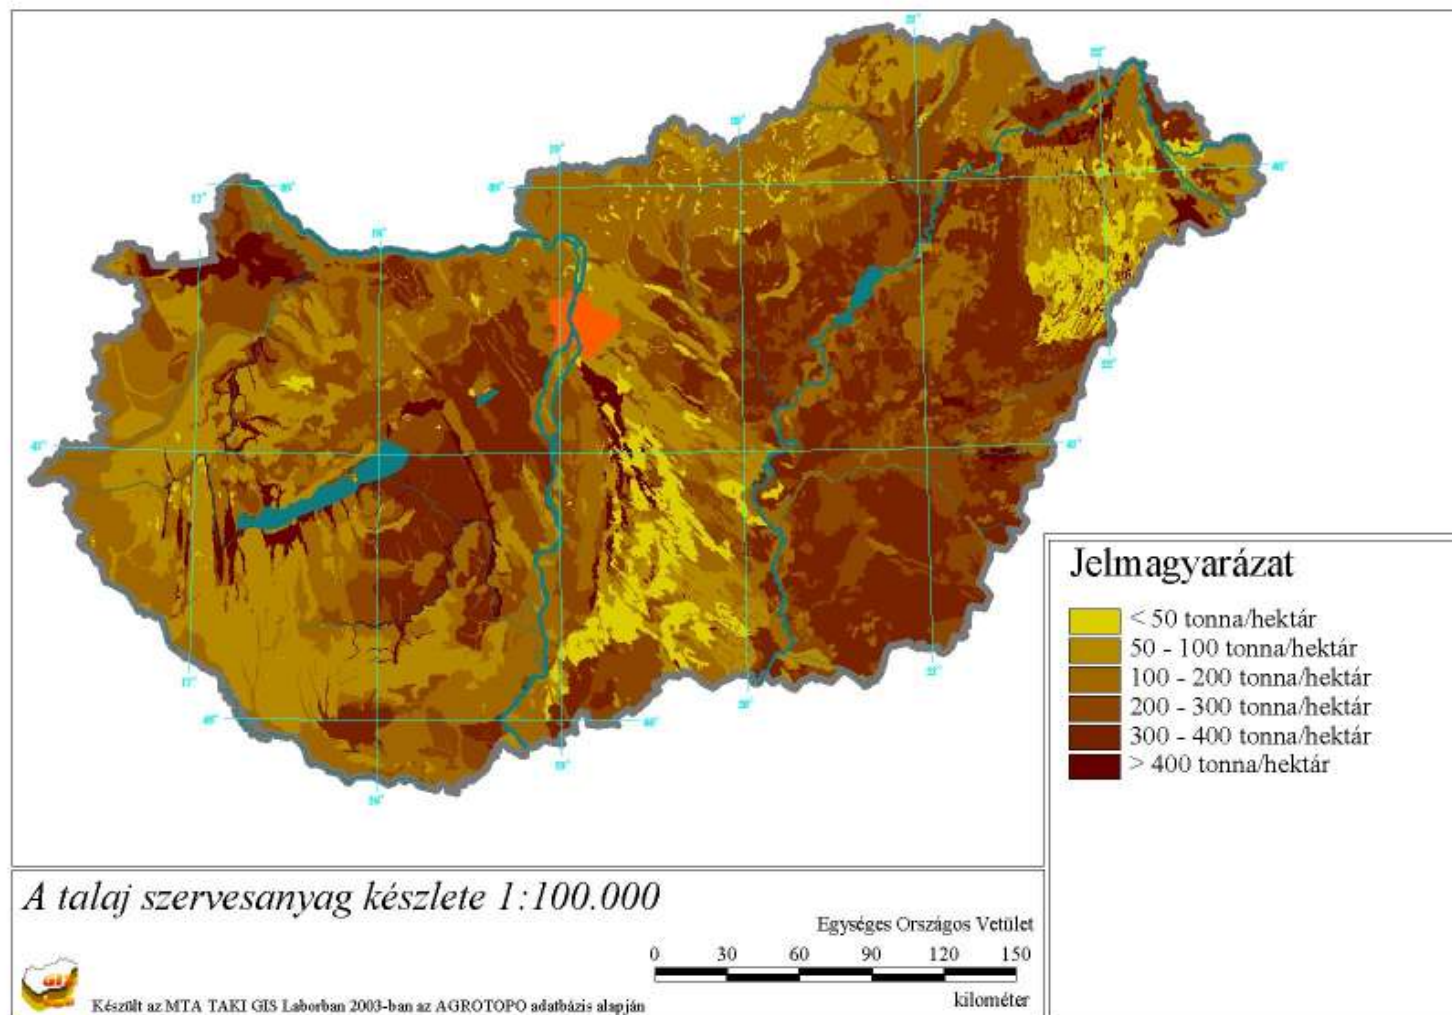 Jelmagyarázat
< 50 tonna/hektár
50 - 100 tonna/hektár
100 - 200 tonna/hektár
200 - 300 tonna/hektár
300 - 400 tonna/hektár
> 400 tonna/hektár
A talaj szervesanyag készlete 1:100.000
Egységes Országos Vetület
0 30 60 90 120 150
kilométer
GIS
Készült az MTA TAKI GIS Laborban 2003-ban az AGROTOPO adatbázis alapján